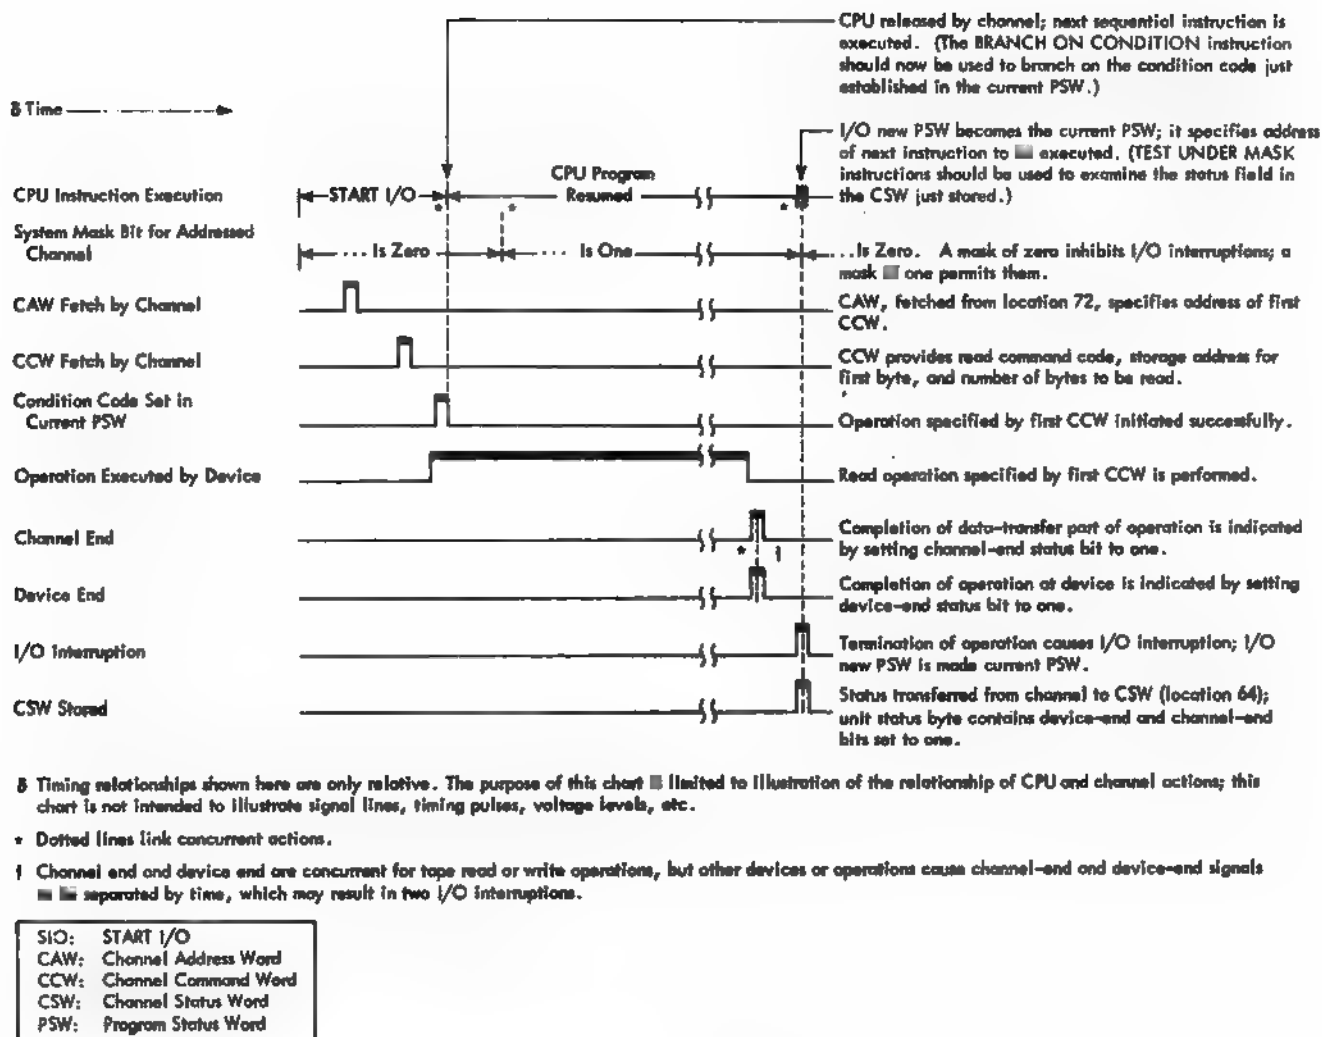 CPU released by channel; next sequential instruction is
executed. (The BRANCH ON CONDITION instruction
should now be used to branch on the condition code just
established in the current PSW.)
δ Time
I/O new PSW becomes the current PSW; it specifies address
of next instruction to executed. (TEST UNDER MASK
instructions should be used to examine the status field in
the CSW just stored.)
CPU Instruction Execution
START I/O
*
CPU Program
Resumed
*
*
System Mask Bit for Addressed
Channel
... Is Zero
... Is One
...Is Zero. A mask of zero inhibits I/O interruptions; a
mask one permits them.
CAW Fetch by Channel
CAW, fetched from location 72, specifies address of first
CCW.
CCW Fetch by Channel
CCW provides read command code, storage address for
first byte, and number of bytes to be read.
Condition Code Set in
Current PSW
Operation specified by first CCW initiated successfully.
Operation Executed by Device
Read operation specified by first CCW is performed.
Channel End
* ƚ
Completion of data-transfer part of operation is indicated
by setting channel-end status bit to one.
Device End
Completion of operation at device is indicated by setting
device-end status bit to one.
I/O Interruption
Termination of operation causes I/O interruption; I/O
new PSW is made current PSW.
CSW Stored
Status transferred from channel to CSW (location 64);
unit status byte contains device-end and channel-end
bits set to one.
δ Timing relationships shown here are only relative. The purpose of this chart limited to illustration of the relationship of CPU and channel actions; this
chart is not intended to illustrate signal lines, timing pulses, voltage levels, etc.
* Dotted lines link concurrent actions.
ƚ Channel end and device end are concurrent for tape read or write operations, but other devices or operations cause channel-end and device-end signals
separated by time, which may result in two I/O interruptions.
SIO: START I/O
CAW: Channel Address Word
CCW: Channel Command Word
CSW: Channel Status Word
PSW: Program Status Word